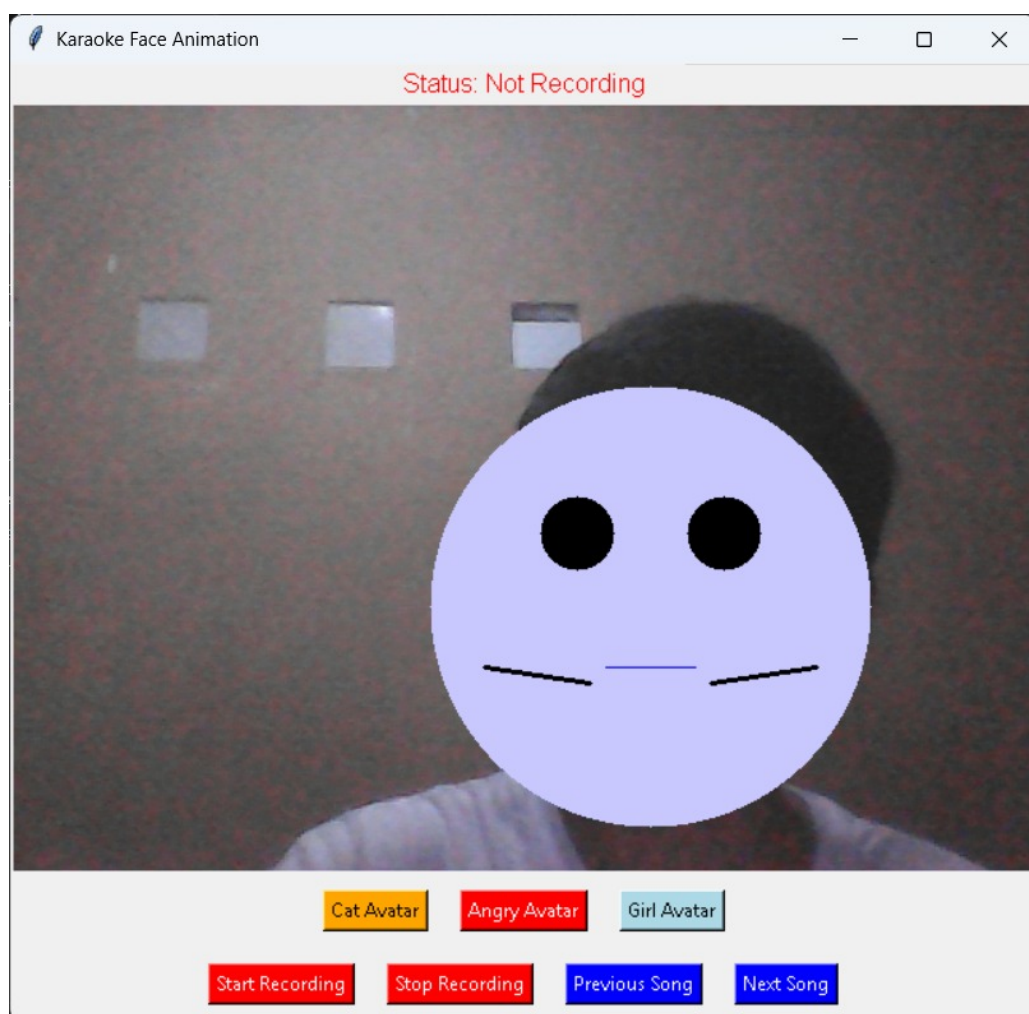 Karaoke Face Animation
Status: Not Recording
Cat Avatar Angry Avatar Girl Avatar
Start Recording Stop Recording Previous Song Next Song